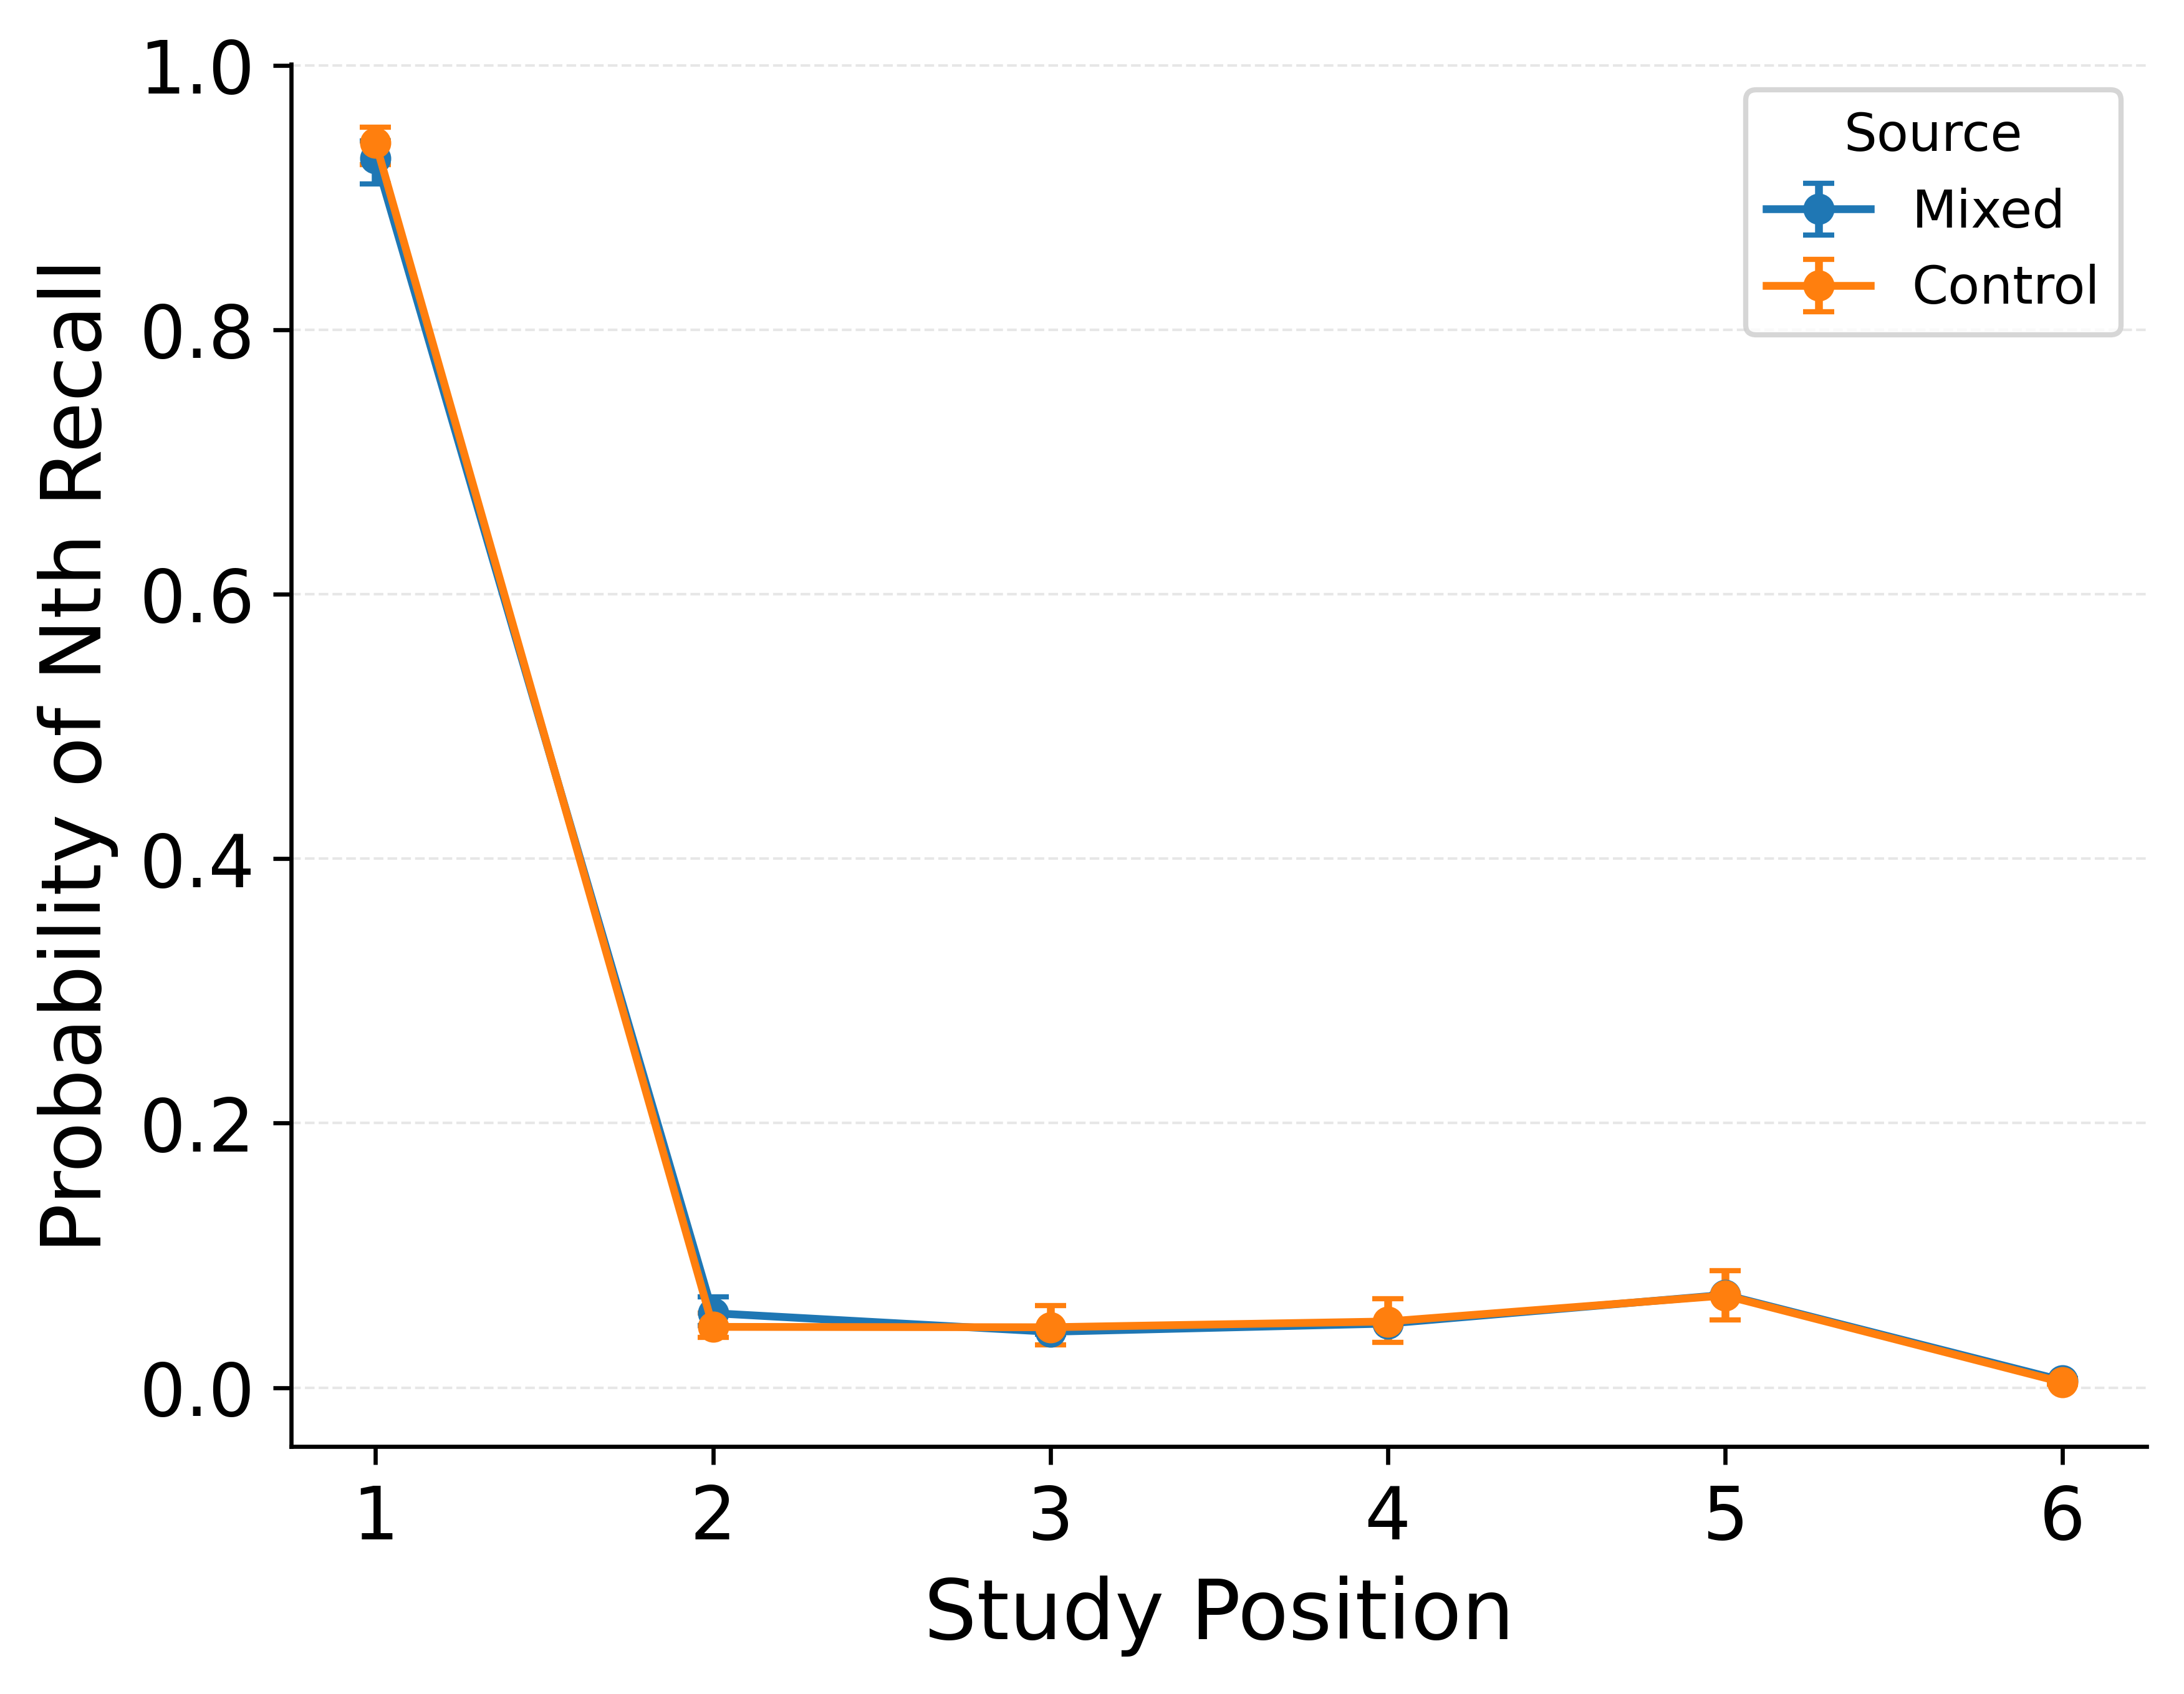 Probability of Nth Recall
1.0
0.8
0.6
0.4
0.2
0.0
Source
Mixed
Control
1 2 3 4 5 6
Study Position